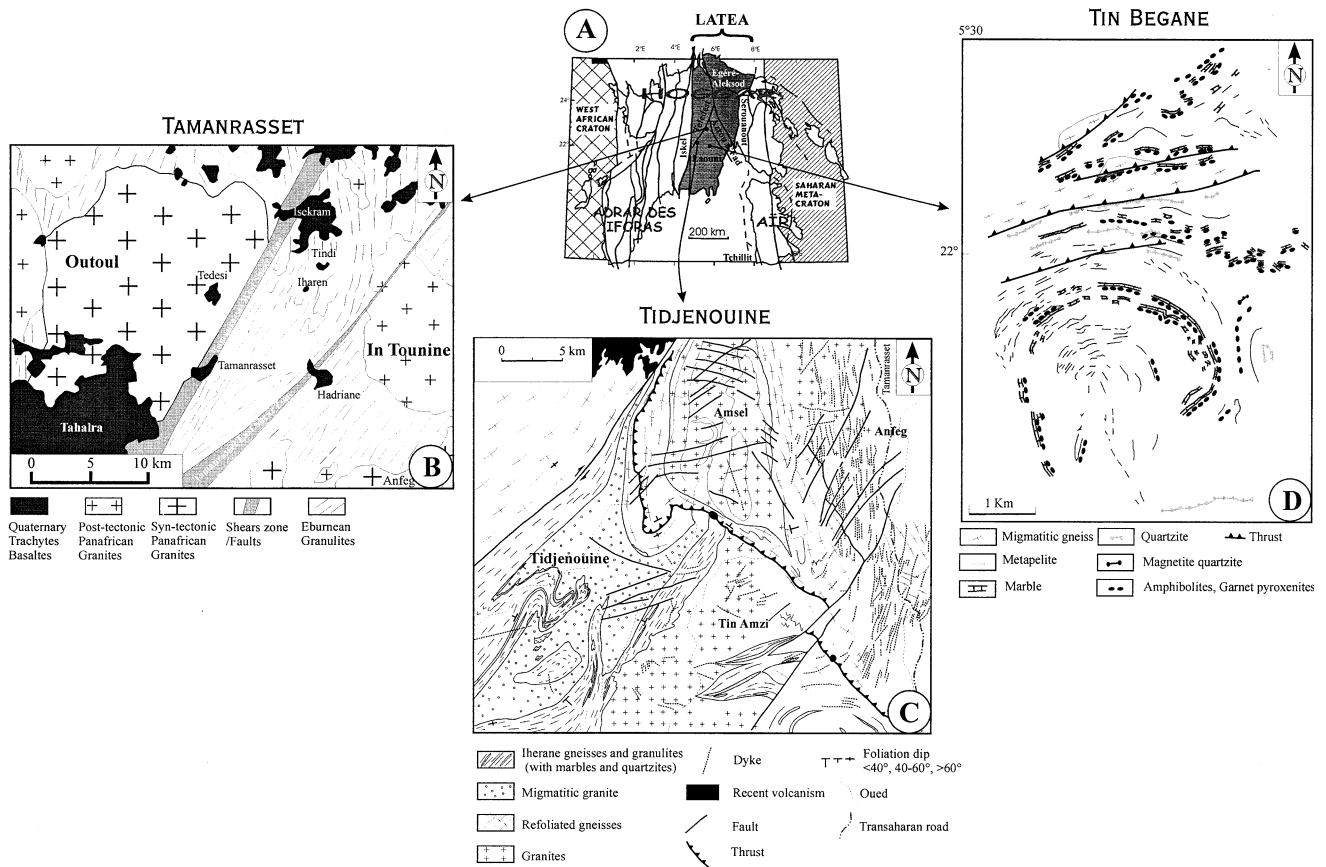 LATEA
A
2°E 4°E 6°E 8°E
Egéré-
Aleksod
24°
WEST
AFRICAN
CRATON
Tefedest
Serouanout
22°
Iskel
Laouni
SAHARAN
META-
CRATON
ADRAR DES
IFORAS
AIR
200 km
Tchillit
TAMANRASSET
N
Isekram
Tindi
Outoul
Tedesi
Iharen
In Tounine
Tamanrasset
Hadriane
Tahalra
B
0 5 10 km
Anfeg
Quaternary
Trachytes
Basaltes
Post-tectonic
Panafrican
Granites
Syn-tectonic
Panafrican
Granites
Shears zone
/Faults
Eburnean
Granulites
TIDJENOUINE
0 5 km
Tamanrasset
N
Amsel
Anfeg
Tidjenouine
Tin Amzi
C
Iherane gneisses and granulites
(with marbles and quartzites)
Migmatitic granite
Refoliated gneisses
Granites
Dyke
Recent volcanism
Fault
Thrust
Foliation dip
<40°, 40-60°, >60°
Oued
Transaharan road
TIN BEGANE
5°30
N
22°
1 Km
D
Migmatitic gneiss
Quartzite
Thrust
Metapelite
Magnetite quartzite
Marble
Amphibolites, Garnet pyroxenites